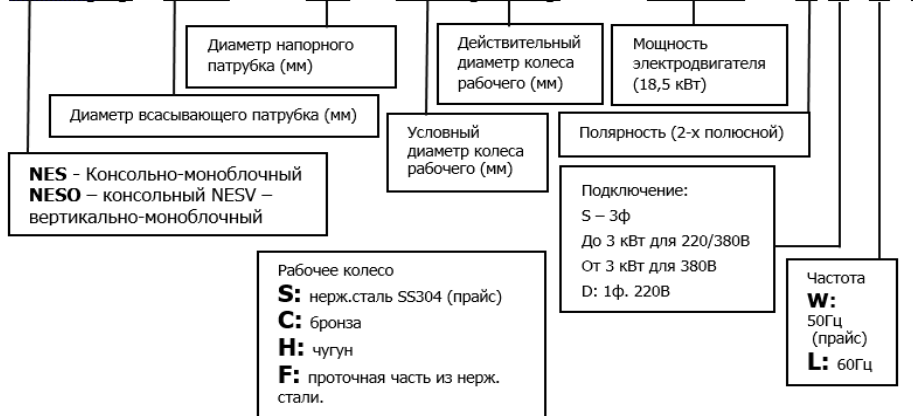 Диаметр напорного
патрубка (мм)
Действительный
диаметр колеса
рабочего (мм)
Мощность
электродвигателя
(18,5 кВт)
Диаметр всасывающего патрубка (мм)
Условный
диаметр колеса
рабочего (мм)
Полярность (2-х полюсной)
NES - Консольно-моноблочный
NESO – консольный NESV –
вертикально-моноблочный
Подключение:
S – 3ф
До 3 кВт для 220/380В
От 3 кВт для 380В
D: 1ф. 220В
Рабочее колесо
S: нерж.сталь SS304 (прайс)
C: бронза
H: чугун
F: проточная часть из нерж.
стали.
Частота
W:
50Гц
(прайс)
L: 60Гц